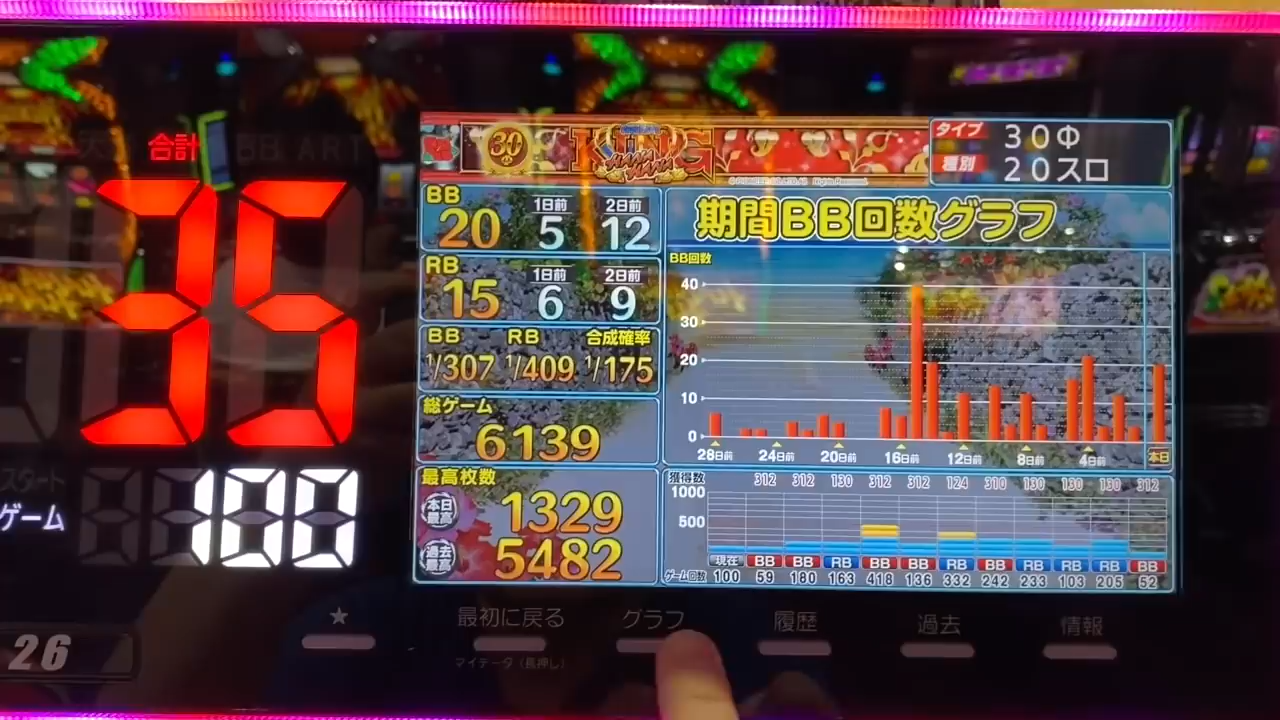 合計
BB ART
35
スタート
ゲーム
100
26
30
KING
HANA HANA
タイプ 30Φ
種別 20スロ
BB 1日前 2日前
20 5 12
RB 1日前 2日前
15 6 9
BB RB 合成確率
1/307 1/409 1/175
総ゲーム
6139
最高枚数
本日最高 1329
過去最高 5482
期間BB回数グラフ
BB回数
40
30
20
10
0
28日前 24日前 20日前 16日前 12日前 8日前 4日前 本日
獲得数 312 312 130 312 312 124 310 130 130 130 312
1000
500
現在 BB BB RB BB BB RB BB RB RB RB BB
ゲーム回数 100 59 180 163 418 136 332 242 233 103 205 52
★ 最初に戻る グラフ 履歴 過去 情報
マイデータ(長押し)